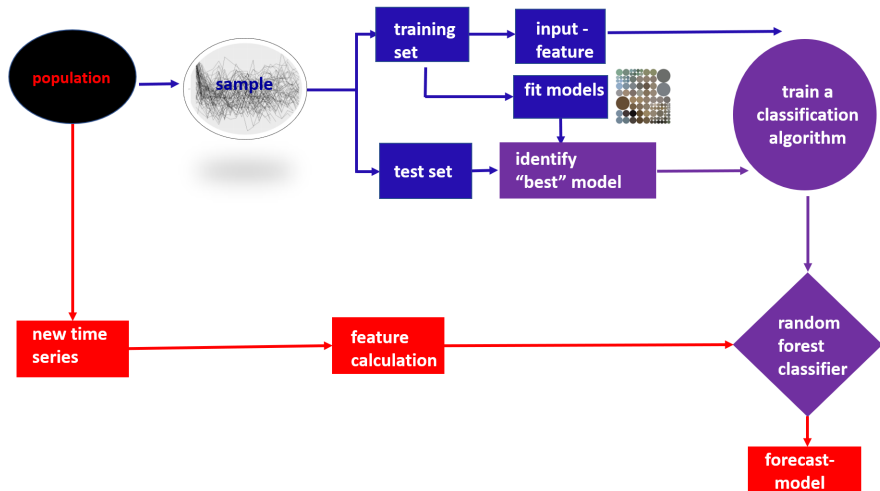 population
sample
training
set
input -
feature
fit models
test set
identify
“best” model
train a
classification
algorithm
new time
series
feature
calculation
random
forest
classifier
forecast-
model